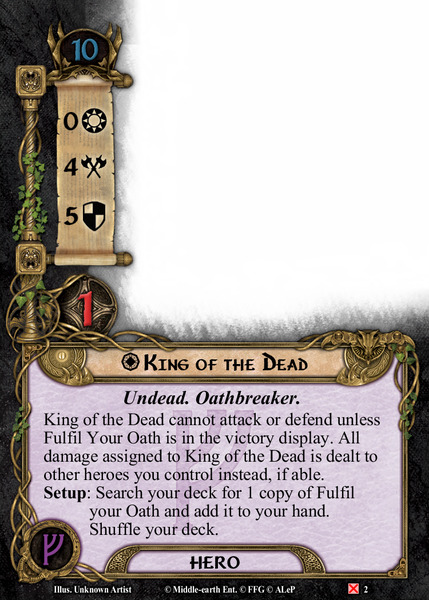 10
0
4
5
1
King of the Dead
Undead. Oathbreaker.
King of the Dead cannot attack or defend unless
Fulfil Your Oath is in the victory display. All
damage assigned to King of the Dead is dealt to
other heroes you control instead, if able.
Setup: Search your deck for 1 copy of Fulfil
your Oath and add it to your hand.
Shuffle your deck.
HERO
Illus. Unknown Artist © Middle-earth Ent. © FFG © ALeP 2